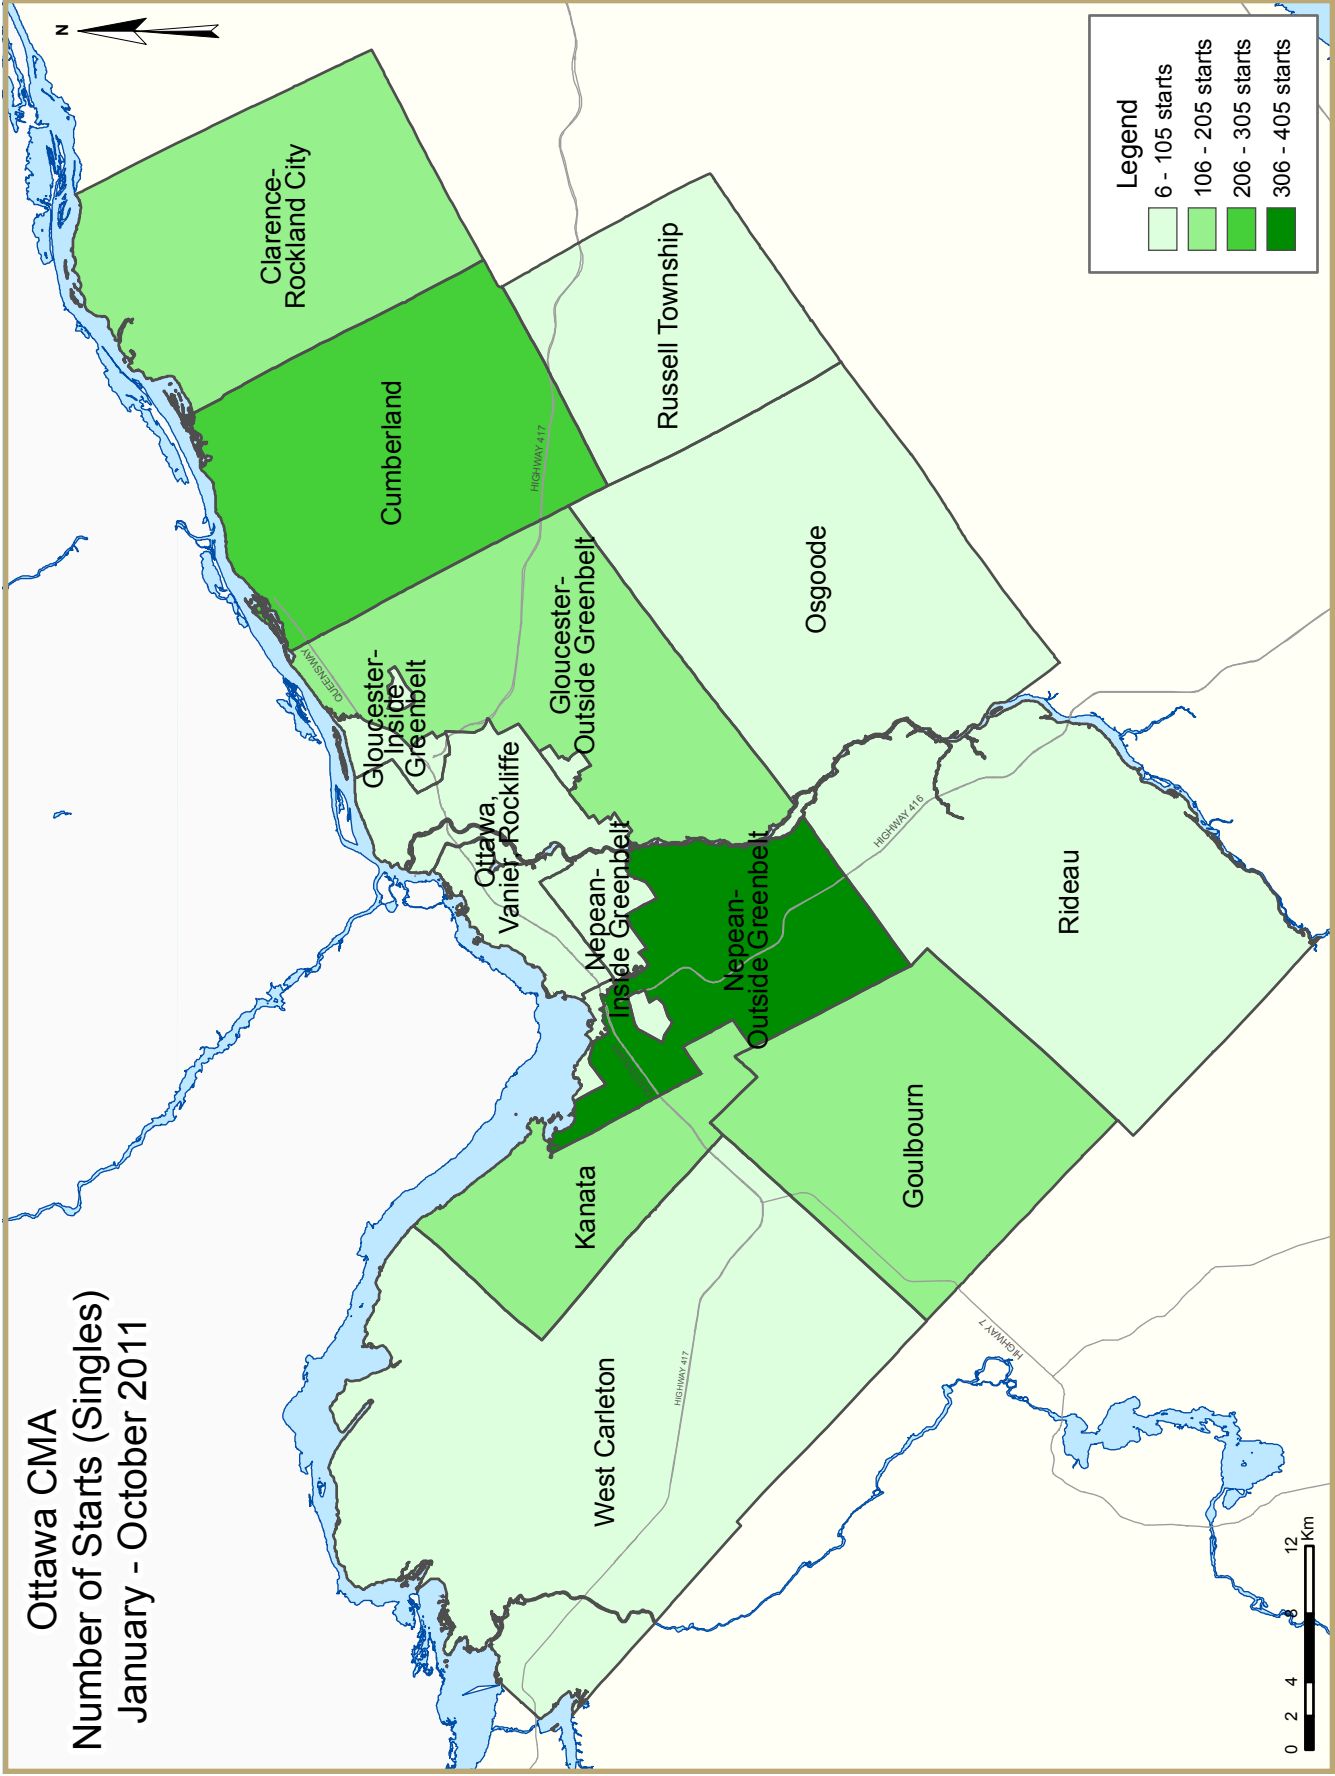 Ottawa CMA
Number of Starts (Singles)
January - October 2011
N
Clarence-
Rockland City
Cumberland
Russell Township
HIGHWAY 417
QUEENSWAY
Gloucester-
Inside
Greenbelt
Gloucester-
Outside Greenbelt
Osgoode
Ottawa,
Vanier, Rockliffe
Nepean-
Inside Greenbelt
Nepean-
Outside Greenbelt
HIGHWAY 416
Rideau
Kanata
Goulbourn
West Carleton
HIGHWAY 417
HIGHWAY 7
Legend
6 - 105 starts
106 - 205 starts
206 - 305 starts
306 - 405 starts
0 2 4 8 12
Km